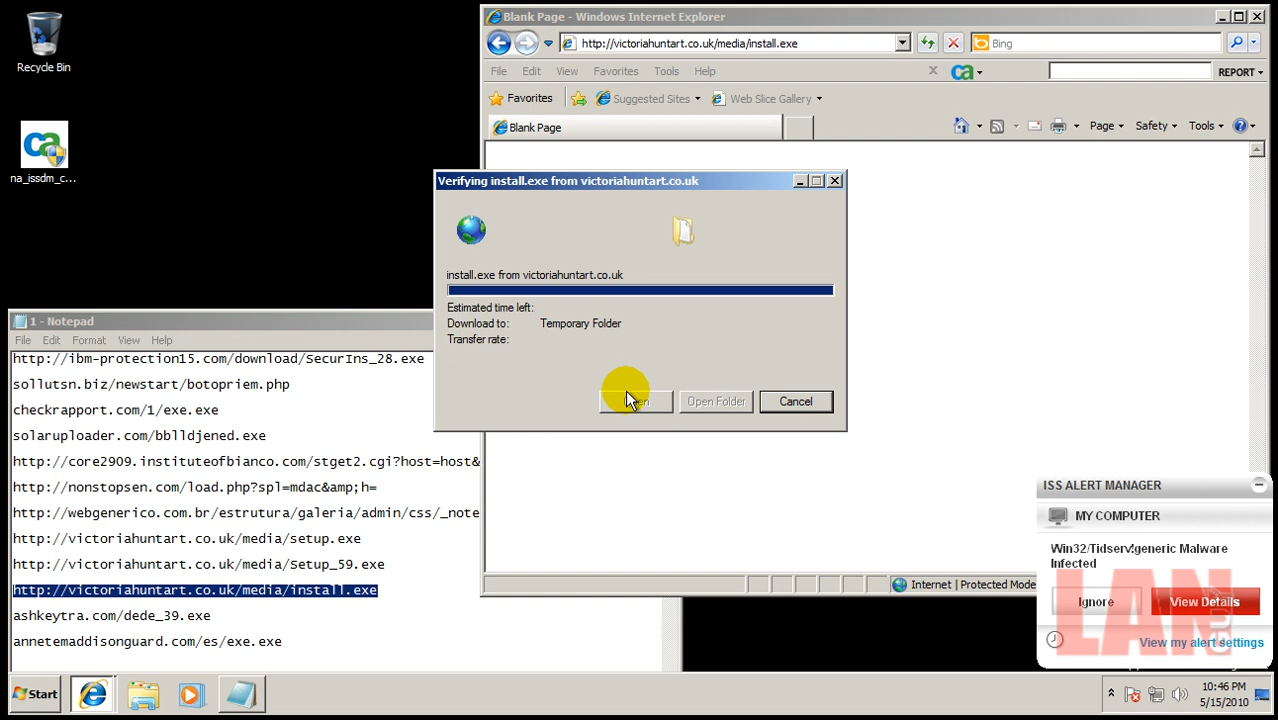 Recycle Bin
na_issdm_c...
Blank Page - Windows Internet Explorer
http://victoriahuntart.co.uk/media/install.exe
Bing
File Edit View Favorites Tools Help
ca
REPORT
Favorites
Suggested Sites
Web Slice Gallery
Blank Page
Page
Safety
Tools
Verifying install.exe from victoriahuntart.co.uk
install.exe from victoriahuntart.co.uk
Estimated time left:
Download to: Temporary Folder
Transfer rate:
Open Folder
Cancel
1 - Notepad
File Edit Format View Help
http://ibm-protection15.com/download/SecurIns_28.exe
sollutsn.biz/newstart/botopriem.php
checkrapport.com/1/exe.exe
solaruploader.com/bblldjened.exe
http://core2909.instituteofbianco.com/stget2.cgi?host=host&
http://nonstopsen.com/load.php?spl=mdac&amp;h=
http://webgenerico.com.br/estrutura/galeria/admin/css/_note
http://victoriahuntart.co.uk/media/setup.exe
http://victoriahuntart.co.uk/media/Setup_59.exe
http://victoriahuntart.co.uk/media/install.exe
ashkeytra.com/dede_39.exe
annetemaddisonguard.com/es/exe.exe
Internet | Protected Mode
ISS ALERT MANAGER
MY COMPUTER
Win32/Tidserv!generic Malware
Infected
Ignore
View Details
View my alert settings
LAN GUY
Start
10:46 PM
5/15/2010